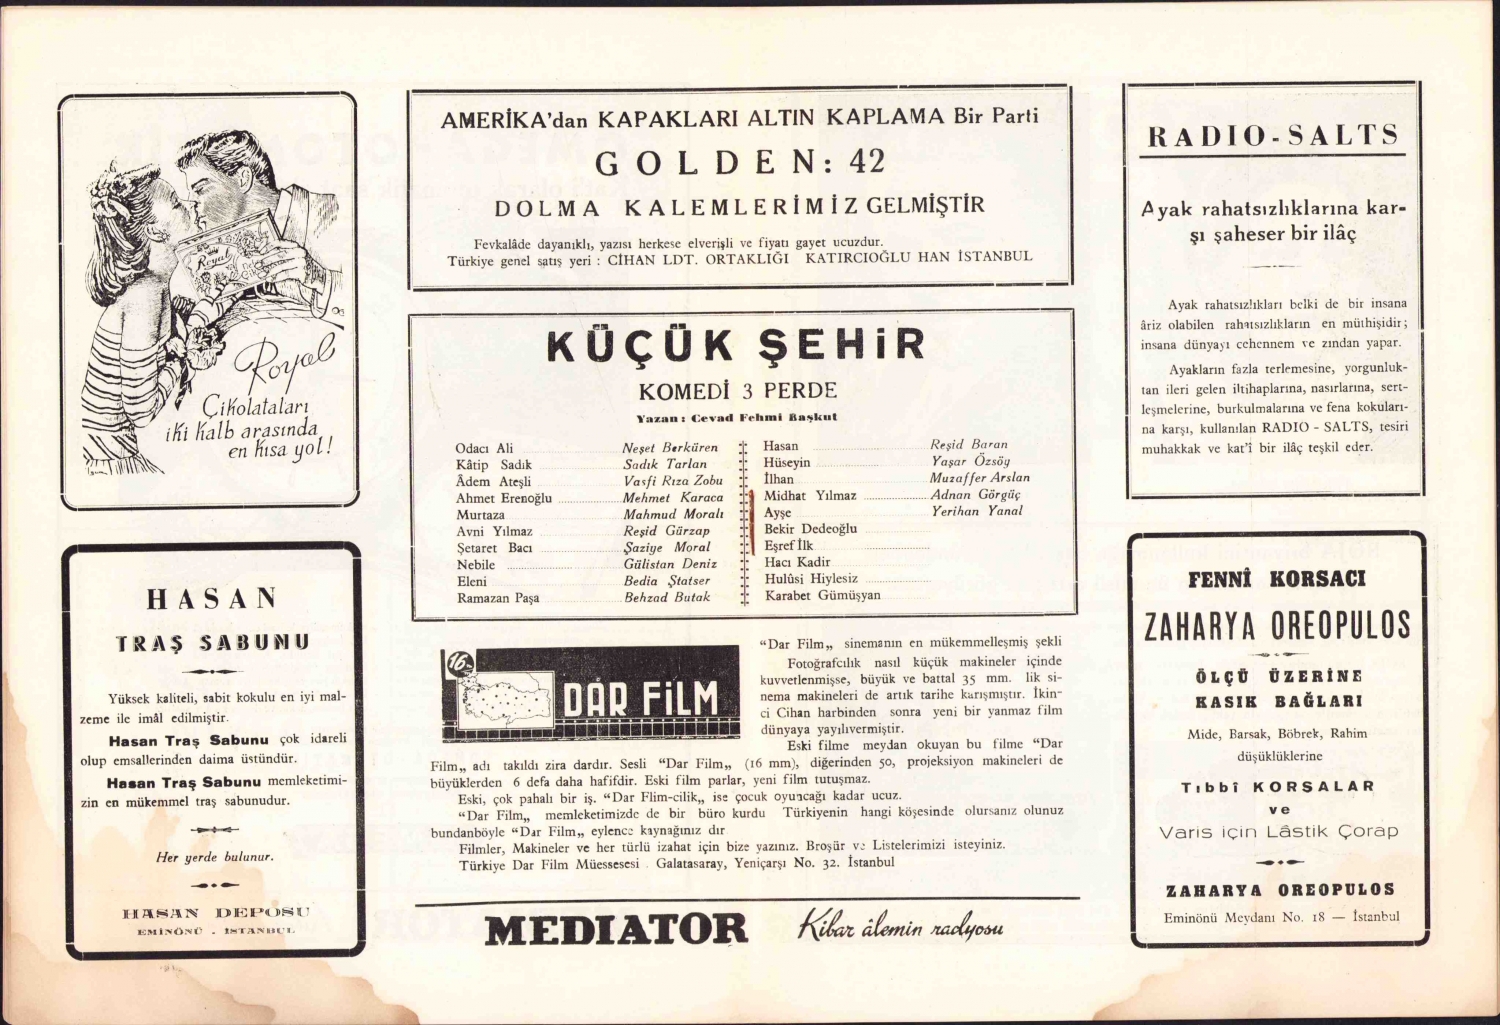 Royal
Royal
Çikolataları
iki kalb arasında
en kısa yol!
HASAN
TRAŞ SABUNU
Yüksek kaliteli, sabit kokulu en iyi mal-
zeme ile imâl edilmiştir.
Hasan Traş Sabunu çok idareli
olup emsallerinden daima üstündür.
Hasan Traş Sabunu memleketimi-
zin en mükemmel traş sabunudur.
Her yerde bulunur.
HASAN DEPOSU
EMİNÖNÜ - İSTANBUL
AMERİKA'dan KAPAKLARI ALTIN KAPLAMA Bir Parti
GOLDEN: 42
DOLMA KALEMLERİMİZ GELMİŞTİR
Fevkalâde dayanıklı, yazısı herkese elverişli ve fiyatı gayet ucuzdur.
Türkiye genel satış yeri : CİHAN LDT. ORTAKLIĞI KATIRCIOĞLU HAN İSTANBUL
KÜÇÜK ŞEHiR
KOMEDİ 3 PERDE
Yazan : Cevad Fehmi Başkut
Odacı Ali Neşet Berküren
Kâtip Sadık Sadık Tarlan
Âdem Ateşli Vasfi Rıza Zobu
Ahmet Erenoğlu Mehmet Karaca
Murtaza Mahmud Moralı
Avni Yılmaz Reşid Gürzap
Şetaret Bacı Şaziye Moral
Nebile Gülistan Deniz
Eleni Bedia Ştatser
Ramazan Paşa Behzad Butak
Hasan Reşid Baran
Hüseyin Yaşar Özsöy
İlhan Muzaffer Arslan
Midhat Yılmaz Adnan Görgüç
Ayşe Yerihan Yanal
Bekir Dedeoğlu
Eşref İlk
Hacı Kadir
Hulûsi Hiylesiz
Karabet Gümüşyan
16 m/m
DAR FiLM
"Dar Film„ sinemanın en mükemmelleşmiş şekli
Fotoğrafcılık nasıl küçük makineler içinde
kuvvetlenmişse, büyük ve battal 35 mm. lik si-
nema makineleri de artık tarihe karışmıştır. İkin-
ci Cihan harbinden sonra yeni bir yanmaz film
dünyaya yayılıvermiştir.
Eski filme meydan okuyan bu filme "Dar
Film„ adı takıldı zira dardır. Sesli "Dar Film„ (16 mm), diğerinden 50, projeksiyon makineleri de
büyüklerden 6 defa daha hafifdir. Eski film parlar, yeni film tutuşmaz.
Eski, çok pahalı bir iş. "Dar Flim-cilik„ ise çocuk oyuncağı kadar ucuz.
"Dar Film„ memleketimizde de bir büro kurdu Türkiyenin hangi köşesinde olursanız olunuz
bundanböyle "Dar Film„ eylence kaynağınız dır
Filmler, Makineler ve her türlü izahat için bize yazınız. Broşür ve Listelerimizi isteyiniz.
Türkiye Dar Film Müessesesi . Galatasaray, Yeniçarşı No. 32. İstanbul
MEDIATOR Kibar âlemin radyosu
RADIO-SALTS
Ayak rahatsızlıklarına kar-
şı şaheser bir ilâç
Ayak rahatsızlıkları belki de bir insana
âriz olabilen rahatsızlıkların en müthişidir;
insana dünyayı cehennem ve zından yapar.
Ayakların fazla terlemesine, yorgunluk-
tan ileri gelen iltihaplarına, nasırlarına, sert-
leşmelerine, burkulmalarına ve fena kokuları-
na karşı, kullanılan RADIO - SALTS, tesiri
muhakkak ve kat'î bir ilâç teşkil eder.
FENNÎ KORSACI
ZAHARYA OREOPULOS
ÖLÇÜ ÜZERİNE
KASIK BAĞLARI
Mide, Barsak, Böbrek, Rahim
düşüklüklerine
Tıbbî KORSALAR
ve
Varis için Lâstik Çorap
ZAHARYA OREOPULOS
Eminönü Meydanı No. 18 — İstanbul